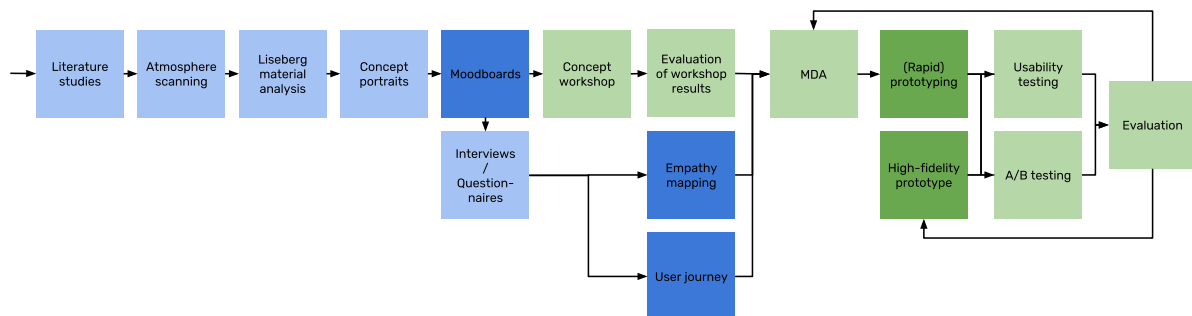 Literature
studies
Atmosphere
scanning
Liseberg
material
analysis
Concept
portraits
Moodboards
Concept
workshop
Evaluation
of workshop
results
MDA
(Rapid)
prototyping
Usability
testing
Evaluation
Interviews
/
Question-
naires
Empathy
mapping
High-fidelity
prototype
A/B testing
User journey